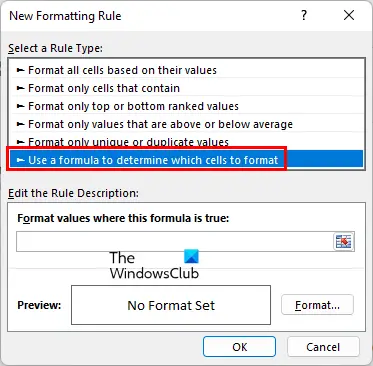 New Formatting Rule
?
Select a Rule Type:
► Format all cells based on their values
► Format only cells that contain
► Format only top or bottom ranked values
► Format only values that are above or below average
► Format only unique or duplicate values
► Use a formula to determine which cells to format
Edit the Rule Description:
Format values where this formula is true:
The
WindowsClub
Preview:
No Format Set
Format...
OK
Cancel